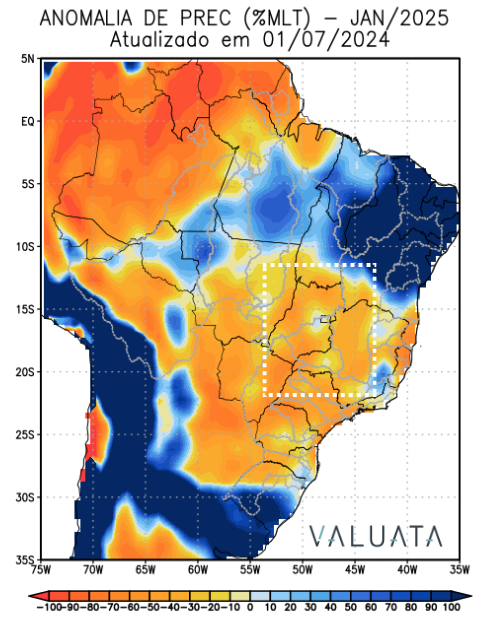 ANOMALIA DE PREC (%MLT) – JAN/2025
Atualizado em 01/07/2024
5N
EQ
5S
10S
15S
20S
25S
30S
VALUATA
35S
75W 70W 65W 60W 55W 50W 45W 40W 35W
-100 -90 -80 -70 -60 -50 -40 -30 -20 -10 0 10 20 30 40 50 60 70 80 90 100